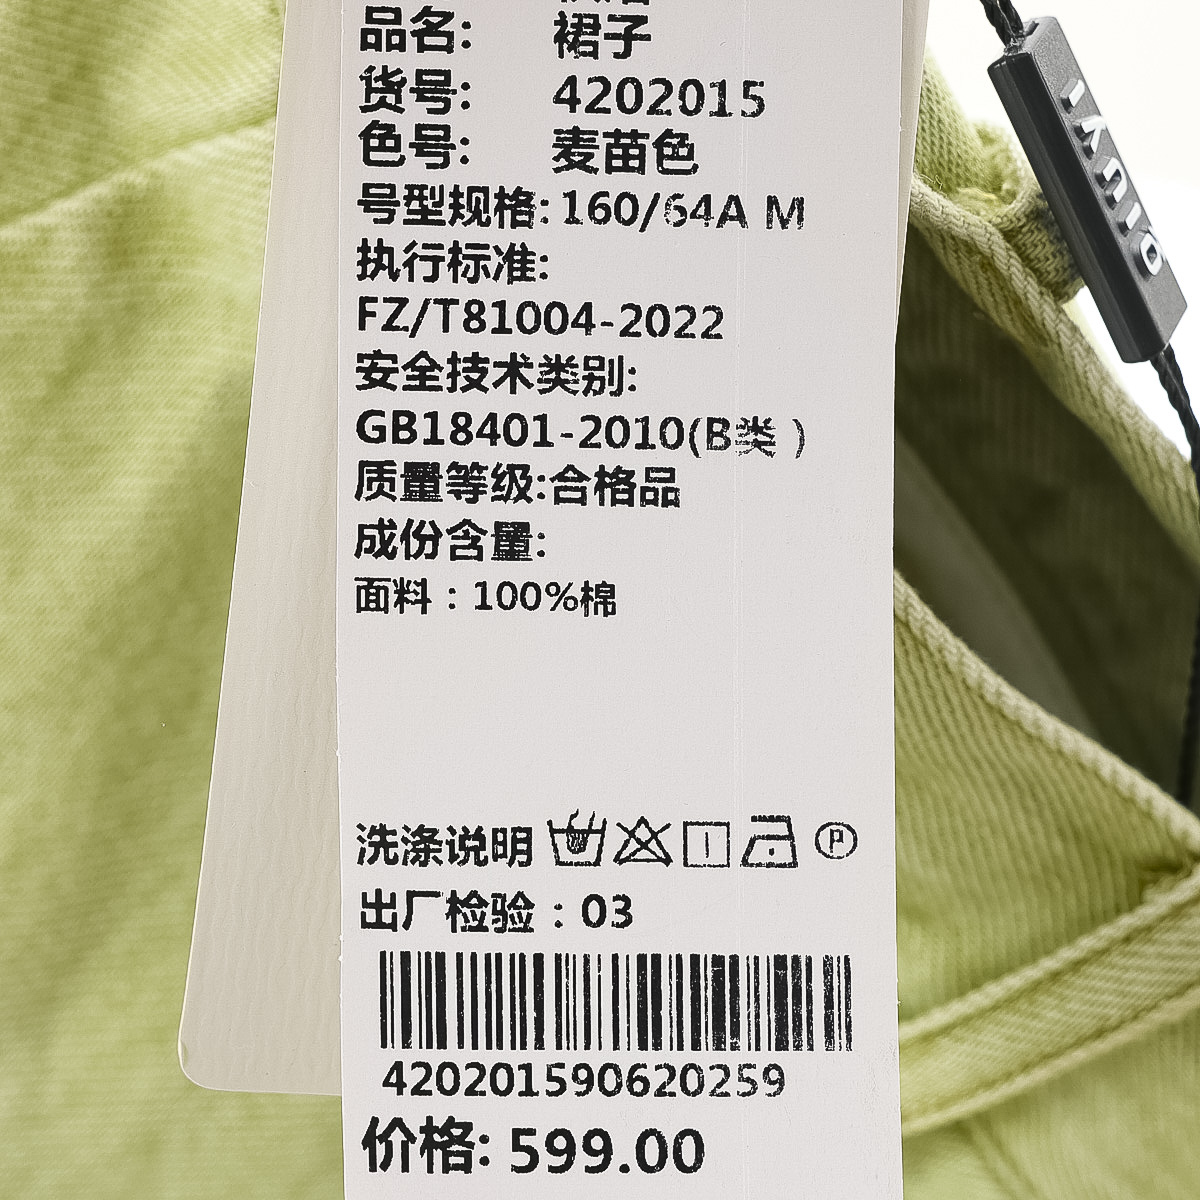 品名: 裙子
货号: 4202015
色号: 麦苗色
号型规格: 160/64A M
执行标准:
FZ/T81004-2022
安全技术类别:
GB18401-2010(B类 )
质量等级:合格品
成份含量:
面料：100%棉
洗涤说明 P
出厂检验：03
420201590620259
价格: 599.00